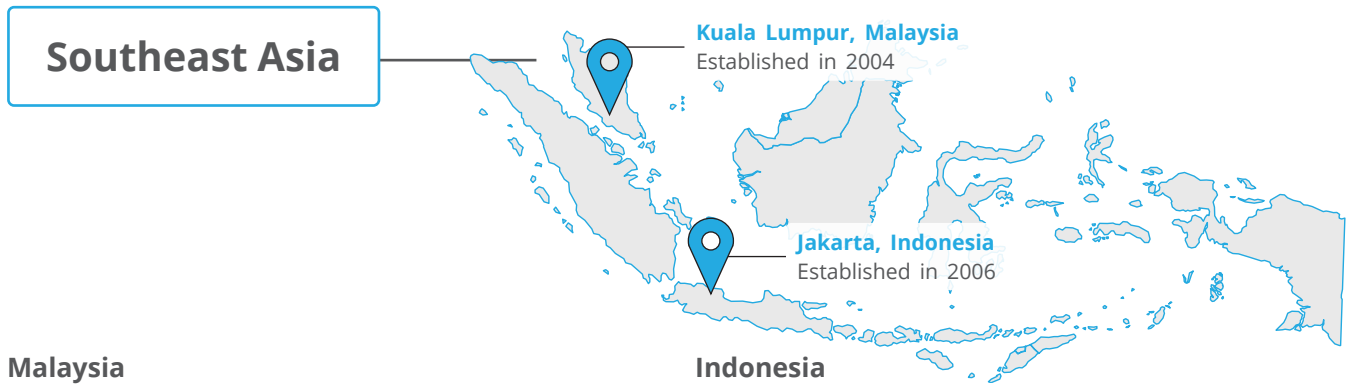 Southeast Asia
Kuala Lumpur, Malaysia
Established in 2004
Jakarta, Indonesia
Established in 2006
Malaysia
Indonesia